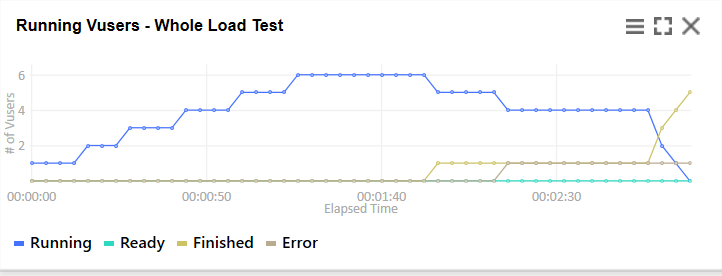 Running Vusers - Whole Load Test
6
4
2
# of Vusers
00:00:00 00:00:50 00:01:40 00:02:30
Elapsed Time
Running Ready Finished Error